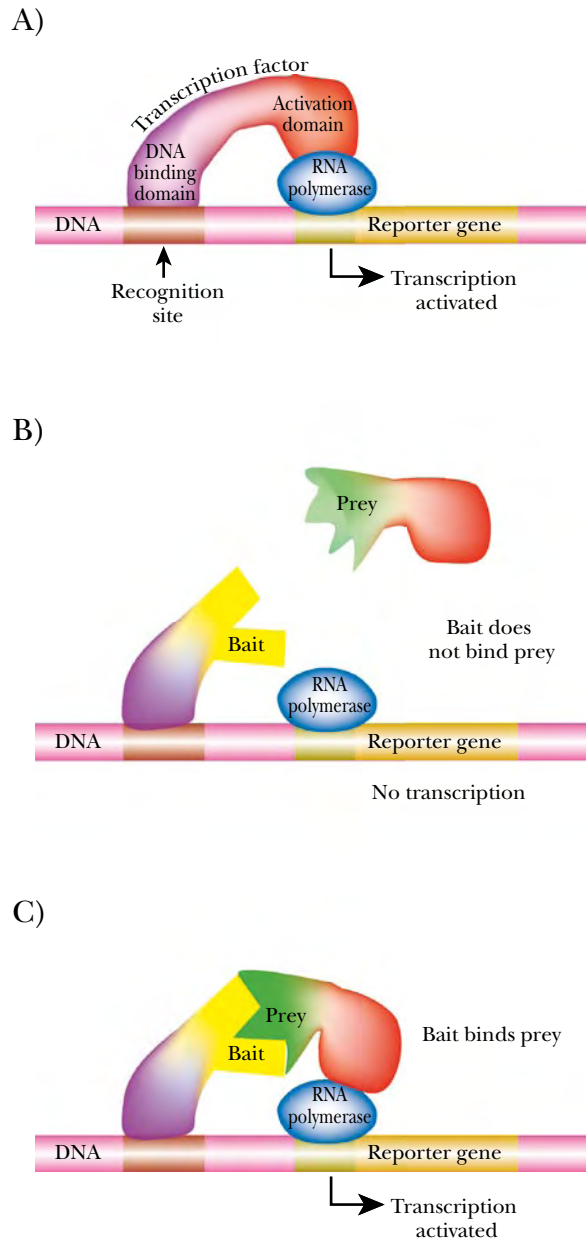 A)
Transcription factor
Activation
domain
DNA
binding
domain
RNA
polymerase
DNA
Reporter gene
Recognition
site
Transcription
activated
B)
Prey
Bait
Bait does
not bind prey
RNA
polymerase
DNA
Reporter gene
No transcription
C)
Prey
Bait
Bait binds prey
RNA
polymerase
DNA
Reporter gene
Transcription
activated